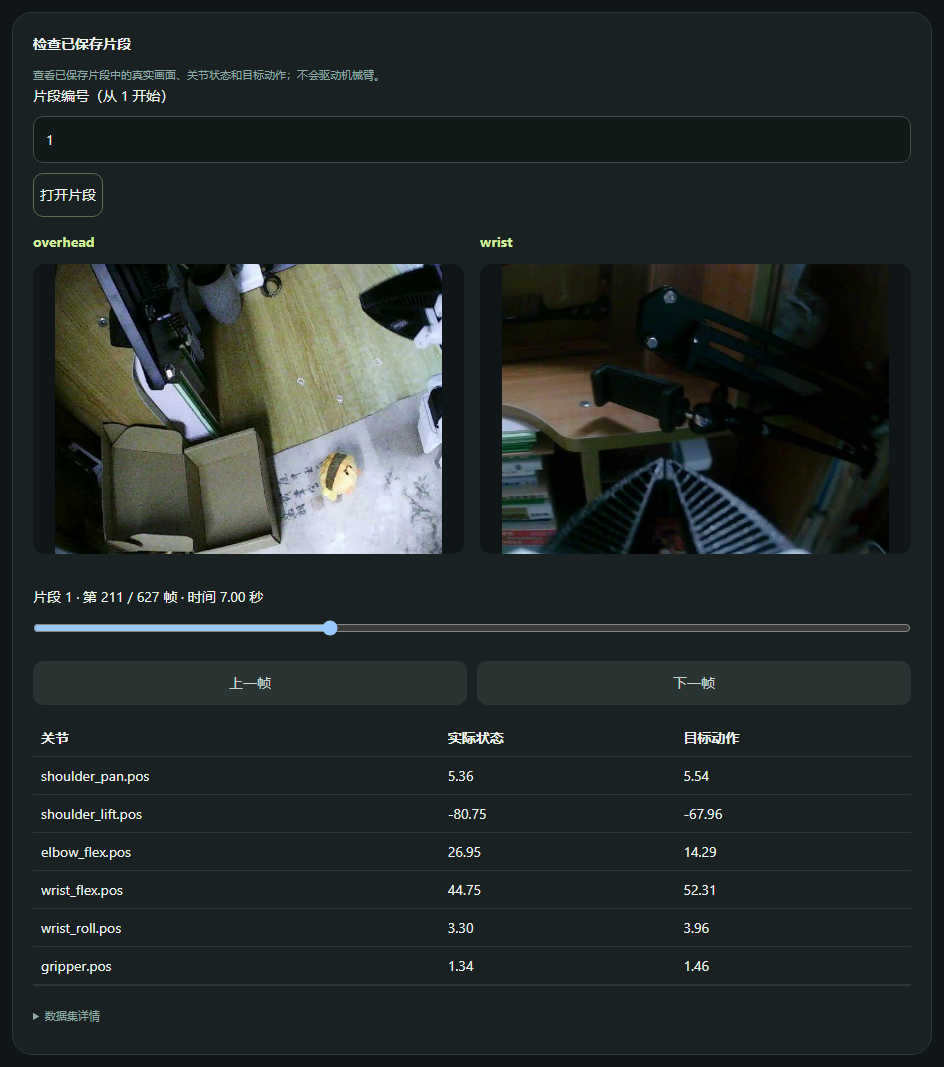 检查已保存片段
查看已保存片段中的真实画面、关节状态和目标动作；不会驱动机械臂。
片段编号（从 1 开始）
1
打开片段
overhead
wrist
片段 1 · 第 211 / 627 帧 · 时间 7.00 秒
上一帧
下一帧
关节 实际状态 目标动作
shoulder_pan.pos 5.36 5.54
shoulder_lift.pos -80.75 -67.96
elbow_flex.pos 26.95 14.29
wrist_flex.pos 44.75 52.31
wrist_roll.pos 3.30 3.96
gripper.pos 1.34 1.46
数据集详情